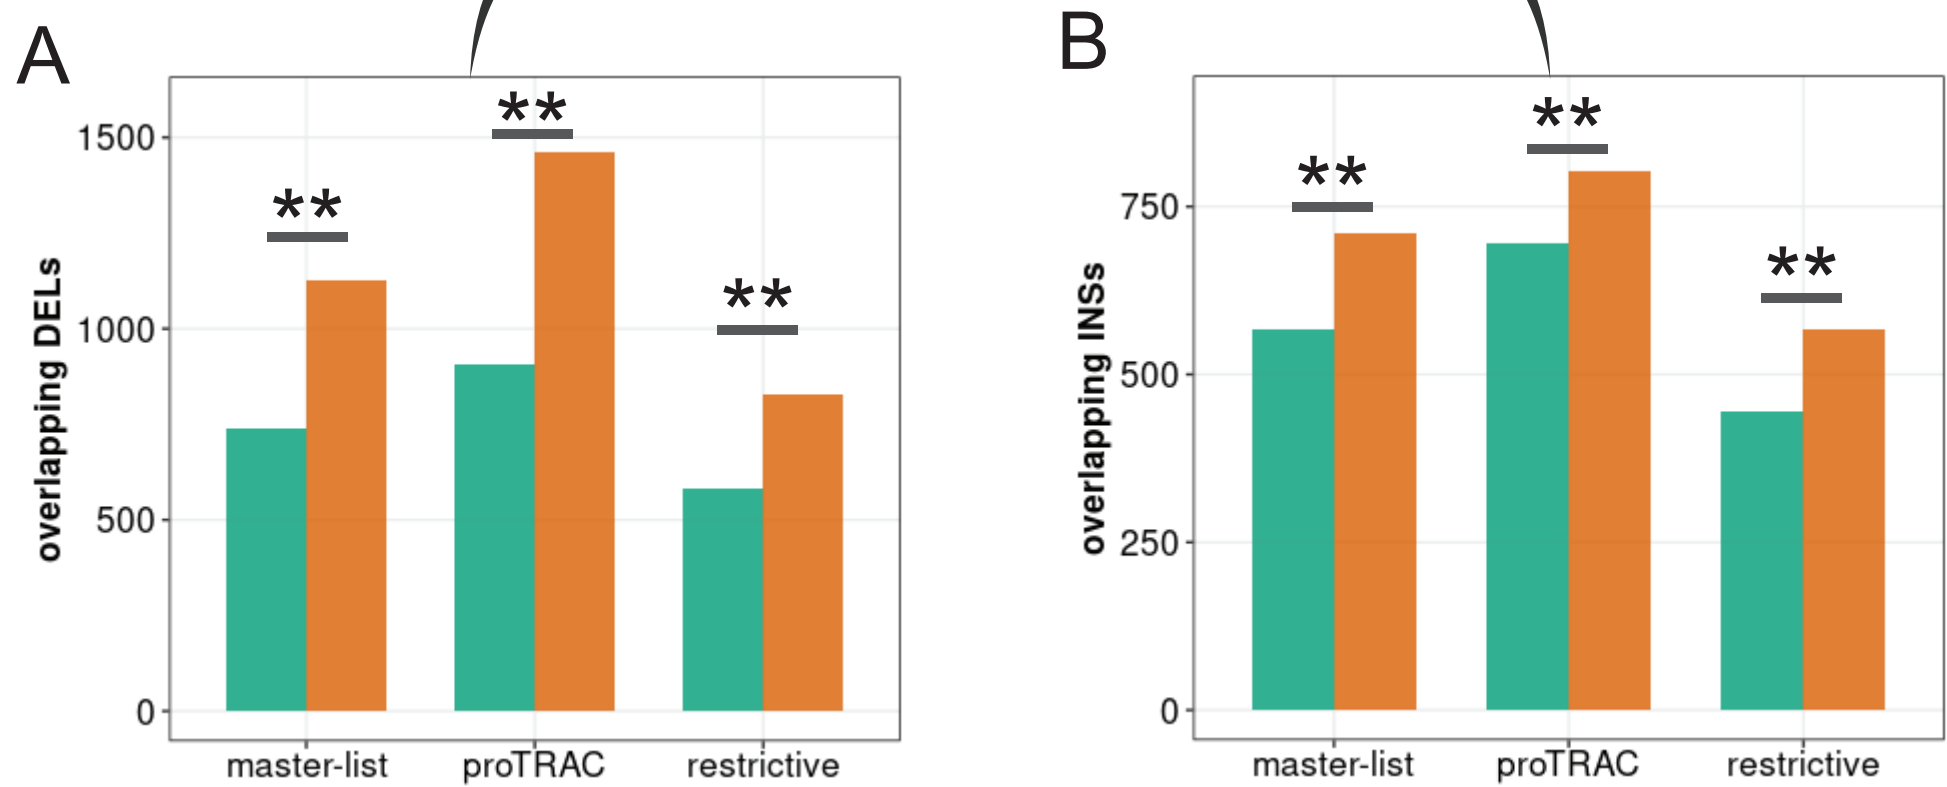 A
**
**
**
1500
1000
500
0
overlapping DELs
master-list proTRAC restrictive
B
**
**
**
750
500
250
0
overlapping INSs
master-list proTRAC restrictive